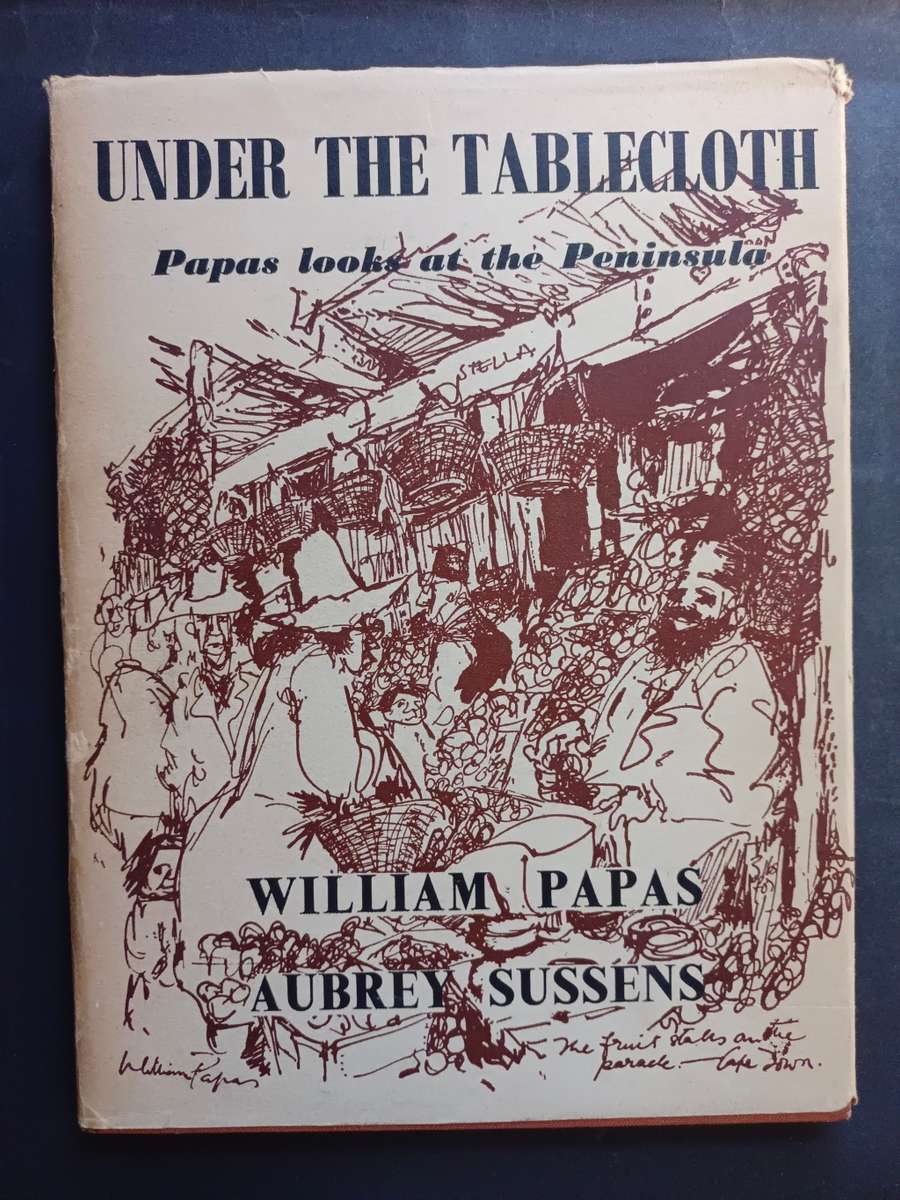 UNDER THE TABLECLOTH
Papas looks at the Peninsula
STELLA
WILLIAM PAPAS
AUBREY SUSSENS
The fruit stalls on the
parade. — Cape Town.
William Papas